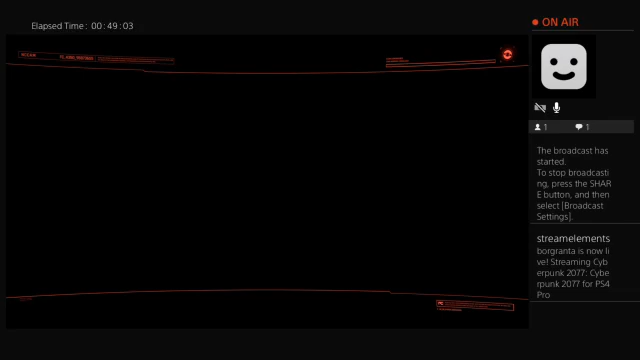 Elapsed Time: 00:49:03
ON AIR
1
1
The broadcast has
started.
To stop broadcasti
ng, press the SHAR
E button, and then
select [Broadcast
Settings].
streamelements
borgranta is now li
ve! Streaming Cyb
erpunk 2077: Cybe
rpunk 2077 for PS4
Pro